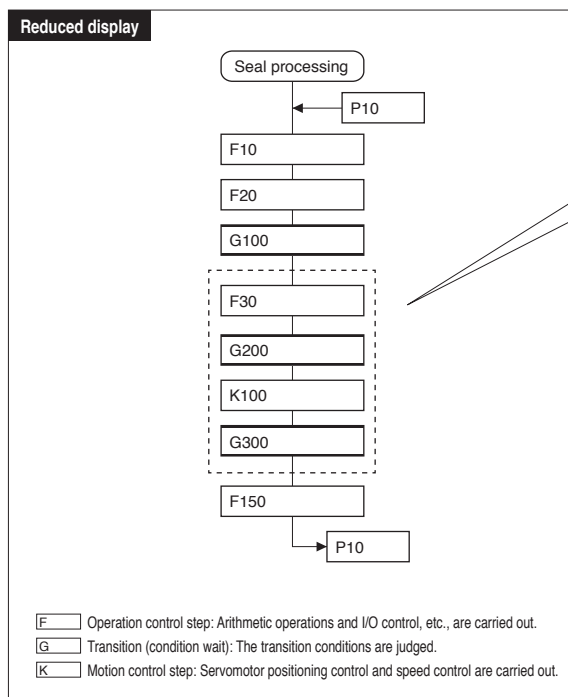 Reduced display
Seal processing
P10
F10
F20
G100
F30
G200
K100
G300
F150
P10
F Operation control step: Arithmetic operations and I/O control, etc., are carried out.
G Transition (condition wait): The transition conditions are judged.
K Motion control step: Servomotor positioning control and speed control are carried out.